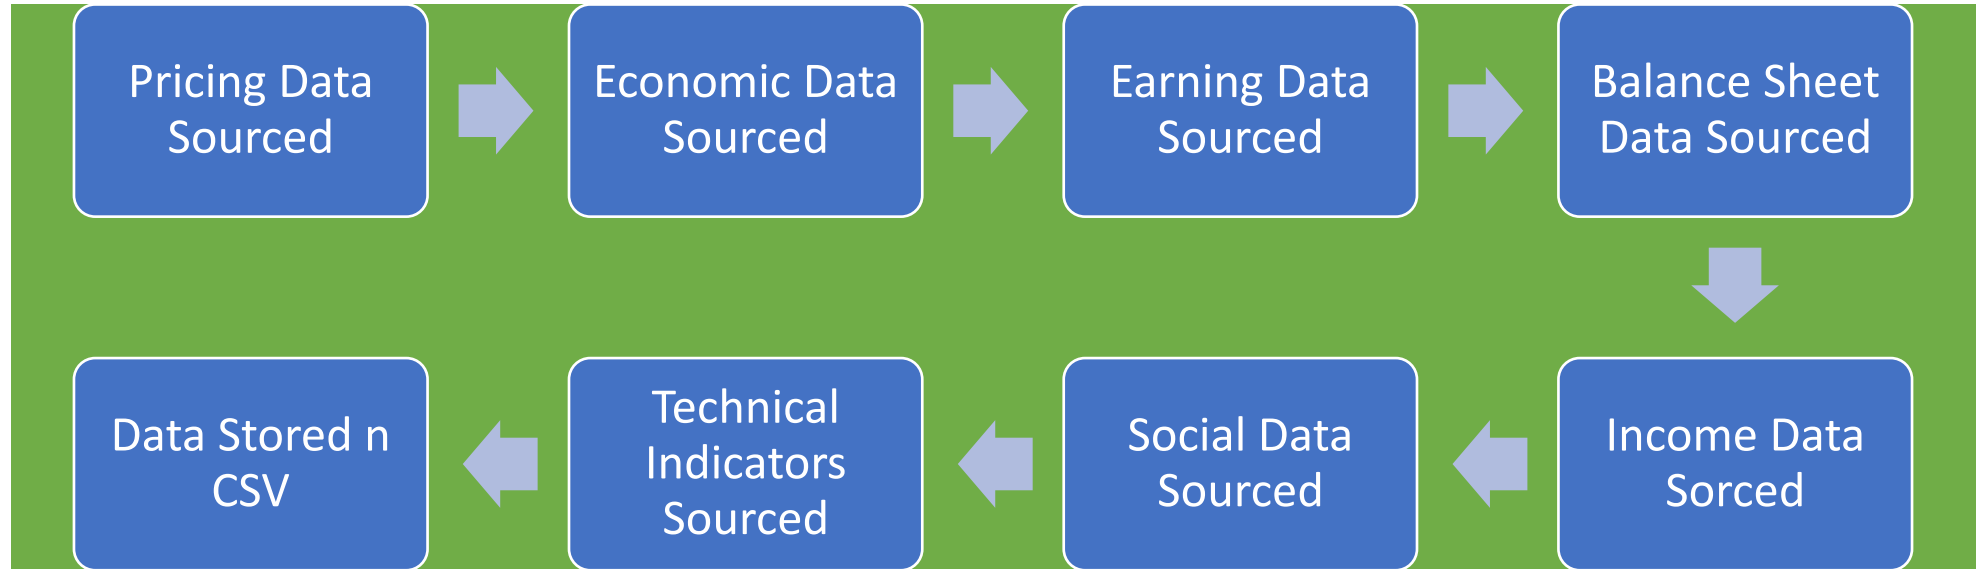 Pricing Data
Sourced
Economic Data
Sourced
Earning Data
Sourced
Balance Sheet
Data Sourced
Income Data
Sorced
Social Data
Sourced
Technical
Indicators
Sourced
Data Stored n
CSV